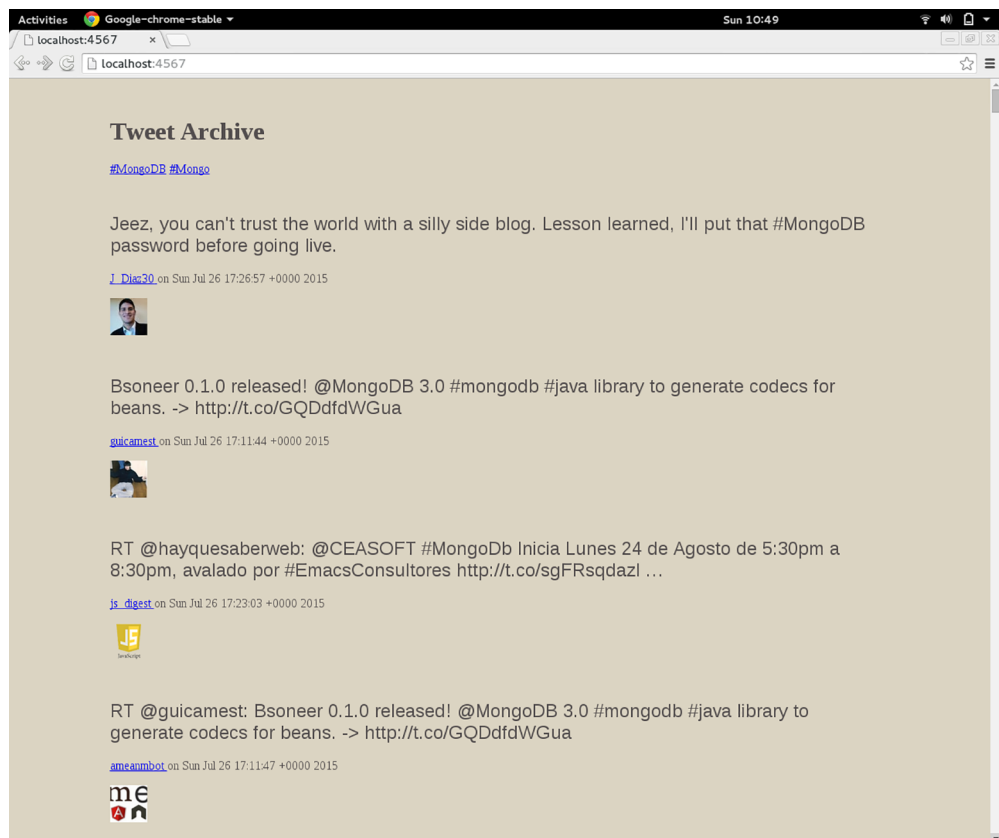 Activities Google-chrome-stable Sun 10:49
localhost:4567
localhost:4567
Tweet Archive
#MongoDB #Mongo
Jeez, you can't trust the world with a silly side blog. Lesson learned, I'll put that #MongoDB
password before going live.
J_Diaz30 on Sun Jul 26 17:26:57 +0000 2015
Bsoneer 0.1.0 released! @MongoDB 3.0 #mongodb #java library to generate codecs for
beans. -> http://t.co/GQDdfdWGua
guicamest on Sun Jul 26 17:11:44 +0000 2015
RT @hayquesaberweb: @CEASOFT #MongoDb Inicia Lunes 24 de Agosto de 5:30pm a
8:30pm, avalado por #EmacsConsultores http://t.co/sgFRsqdazl …
js_digest on Sun Jul 26 17:23:03 +0000 2015
JS
JavaScript
RT @guicamest: Bsoneer 0.1.0 released! @MongoDB 3.0 #mongodb #java library to
generate codecs for beans. -> http://t.co/GQDdfdWGua
ameanmbot on Sun Jul 26 17:11:47 +0000 2015
me
A n